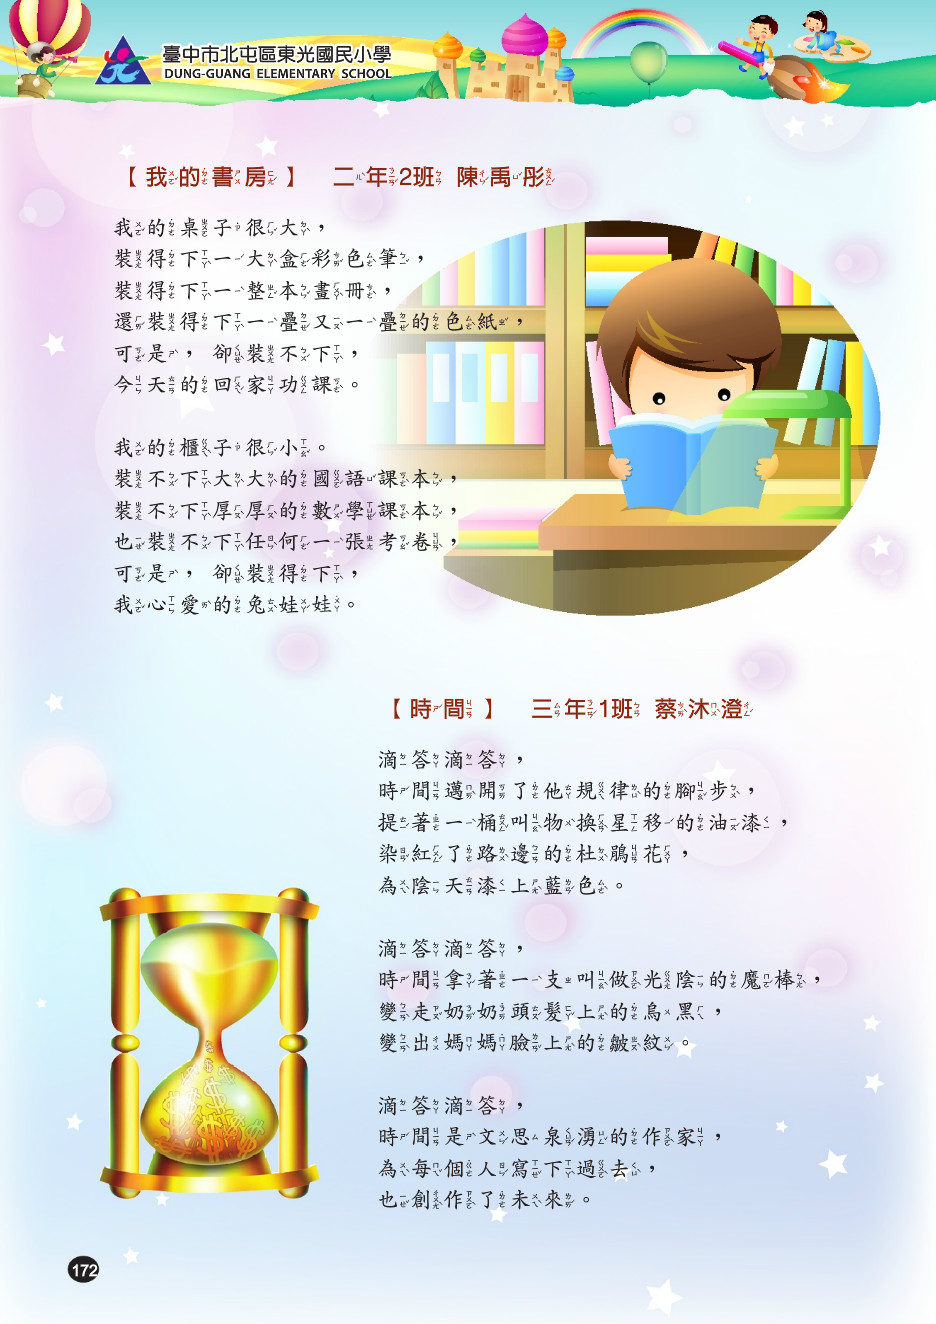 臺中市北屯區東光國民小學
DUNG-GUANG ELEMENTARY SCHOOL
【我的書房】 二年2班 陳禹彤
我的桌子很大，
裝得下一大盒彩色筆，
裝得下一整本畫冊，
還裝得下一疊又一疊的色紙，
可是，卻裝不下，
今天的回家功課。
我的櫃子很小。
裝不下大大的國語課本，
裝不下厚厚的數學課本，
也裝不下任何一張考卷，
可是，卻裝得下，
我心愛的兔娃娃。
【時間】 三年1班 蔡沐澄
滴答滴答，
時間邁開了他規律的腳步，
提著一桶叫物換星移的油漆，
染紅了路邊的杜鵑花，
為陰天漆上藍色。
滴答滴答，
時間拿著一支叫做光陰的魔棒，
變走奶奶頭髮上的烏黑，
變出媽媽臉上的皺紋。
滴答滴答，
時間是文思泉湧的作家，
為每個人寫下過去，
也創作了未來。
172